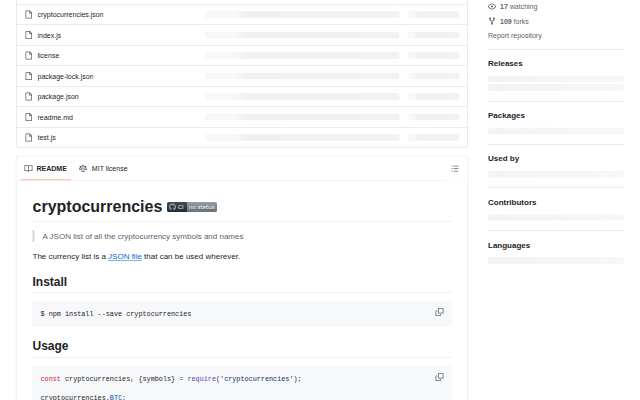 cryptocurrencies.json
index.js
license
package-lock.json
package.json
readme.md
test.js
17 watching
109 forks
Report repository
Releases
Packages
Used by
Contributors
Languages
README MIT license
cryptocurrencies CI no status
A JSON list of all the cryptocurrency symbols and names
The currency list is a JSON file that can be used wherever.
Install
$ npm install --save cryptocurrencies
Usage
const cryptocurrencies, {symbols} = require('cryptocurrencies');
cryptocurrencies.BTC;